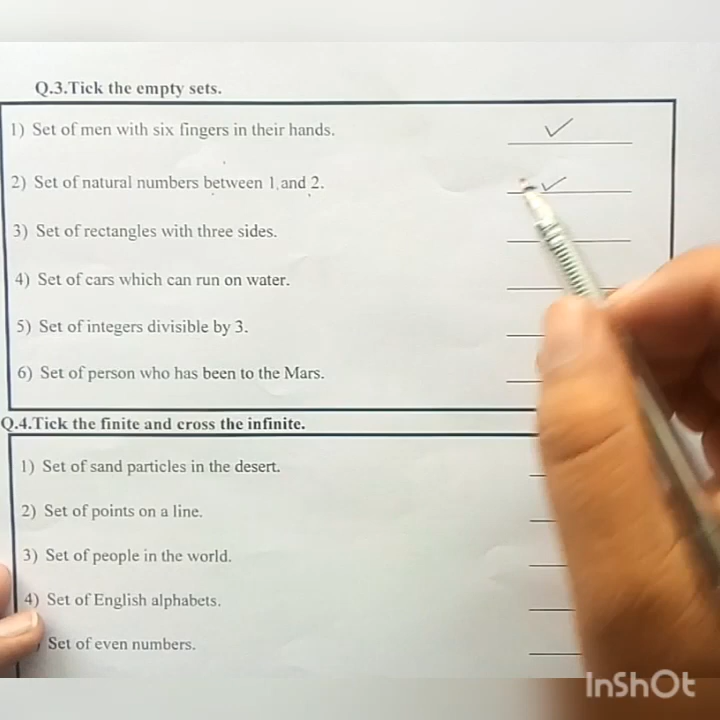 Q.3.Tick the empty sets.
1) Set of men with six fingers in their hands.
2) Set of natural numbers between 1 and 2.
3) Set of rectangles with three sides.
4) Set of cars which can run on water.
5) Set of integers divisible by 3.
6) Set of person who has been to the Mars.
Q.4.Tick the finite and cross the infinite.
1) Set of sand particles in the desert.
2) Set of points on a line.
3) Set of people in the world.
4) Set of English alphabets.
Set of even numbers.
InShOt